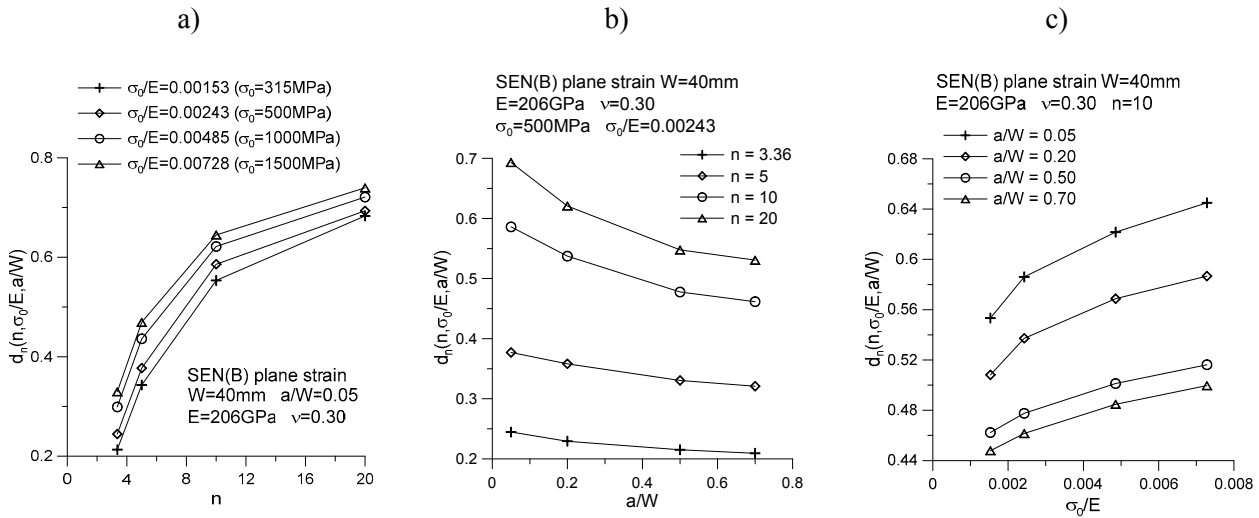 a)
σ0/E=0.00153 (σ0=315MPa)
σ0/E=0.00243 (σ0=500MPa)
σ0/E=0.00485 (σ0=1000MPa)
σ0/E=0.00728 (σ0=1500MPa)
0.8
0.6
0.4
0.2
dn(n,σ0/E,a/W)
SEN(B) plane strain
W=40mm a/W=0.05
E=206GPa ν=0.30
0 4 8 12 16 20
n
b)
SEN(B) plane strain W=40mm
E=206GPa ν=0.30
σ0=500MPa σ0/E=0.00243
n = 3.36
n = 5
n = 10
n = 20
0.7
0.6
0.5
0.4
0.3
0.2
dn(n,σ0/E,a/W)
0 0.2 0.4 0.6 0.8
a/W
c)
SEN(B) plane strain W=40mm
E=206GPa ν=0.30 n=10
a/W = 0.05
a/W = 0.20
a/W = 0.50
a/W = 0.70
0.68
0.64
0.60
0.56
0.52
0.48
0.44
dn(n,σ0/E,a/W)
0 0.002 0.004 0.006 0.008
σ0/E